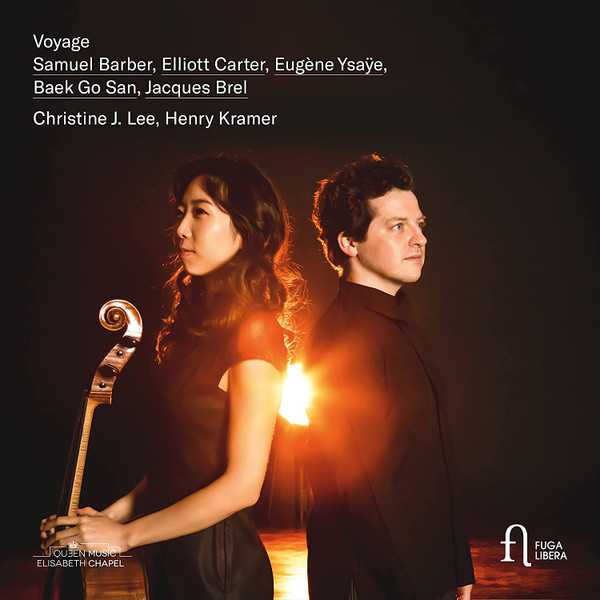 Voyage
Samuel Barber, Elliott Carter, Eugène Ysaÿe,
Baek Go San, Jacques Brel
Christine J. Lee, Henry Kramer
QUEEN MUSIC
ELISABETH CHAPEL
FUGA
LIBERA